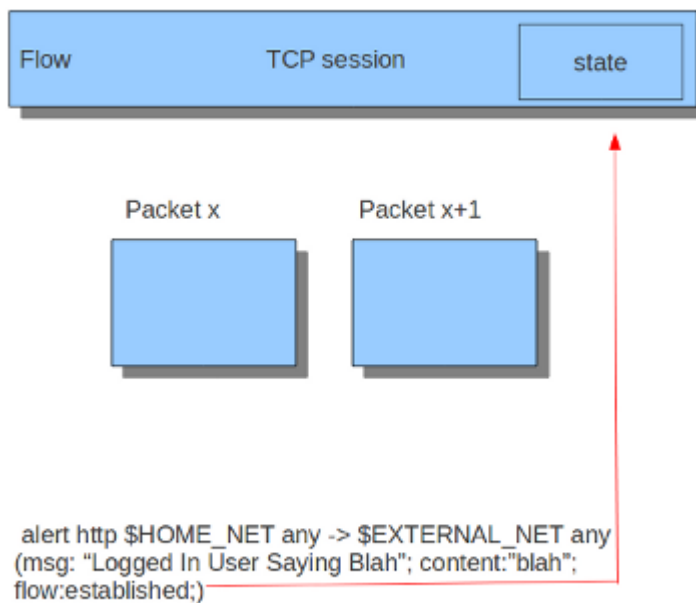 Flow TCP session state
Packet x Packet x+1
alert http $HOME_NET any -> $EXTERNAL_NET any
(msg: “Logged In User Saying Blah"; content:"blah”;
flow:established;)